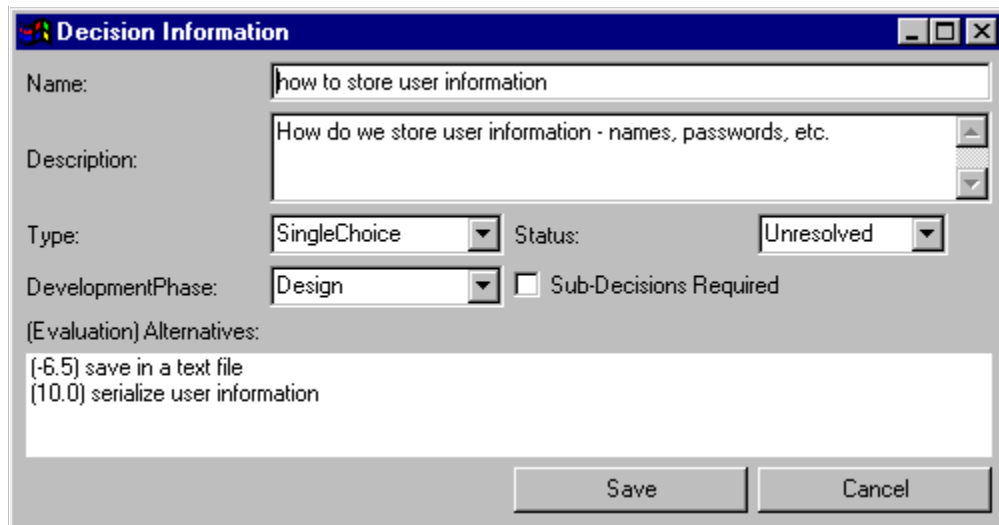 Decision Information
Name: how to store user information
Description: How do we store user information - names, passwords, etc.
Type: SingleChoice Status: Unresolved
DevelopmentPhase: Design Sub-Decisions Required
(Evaluation) Alternatives:
(-6.5) save in a text file
(10.0) serialize user information
Save Cancel